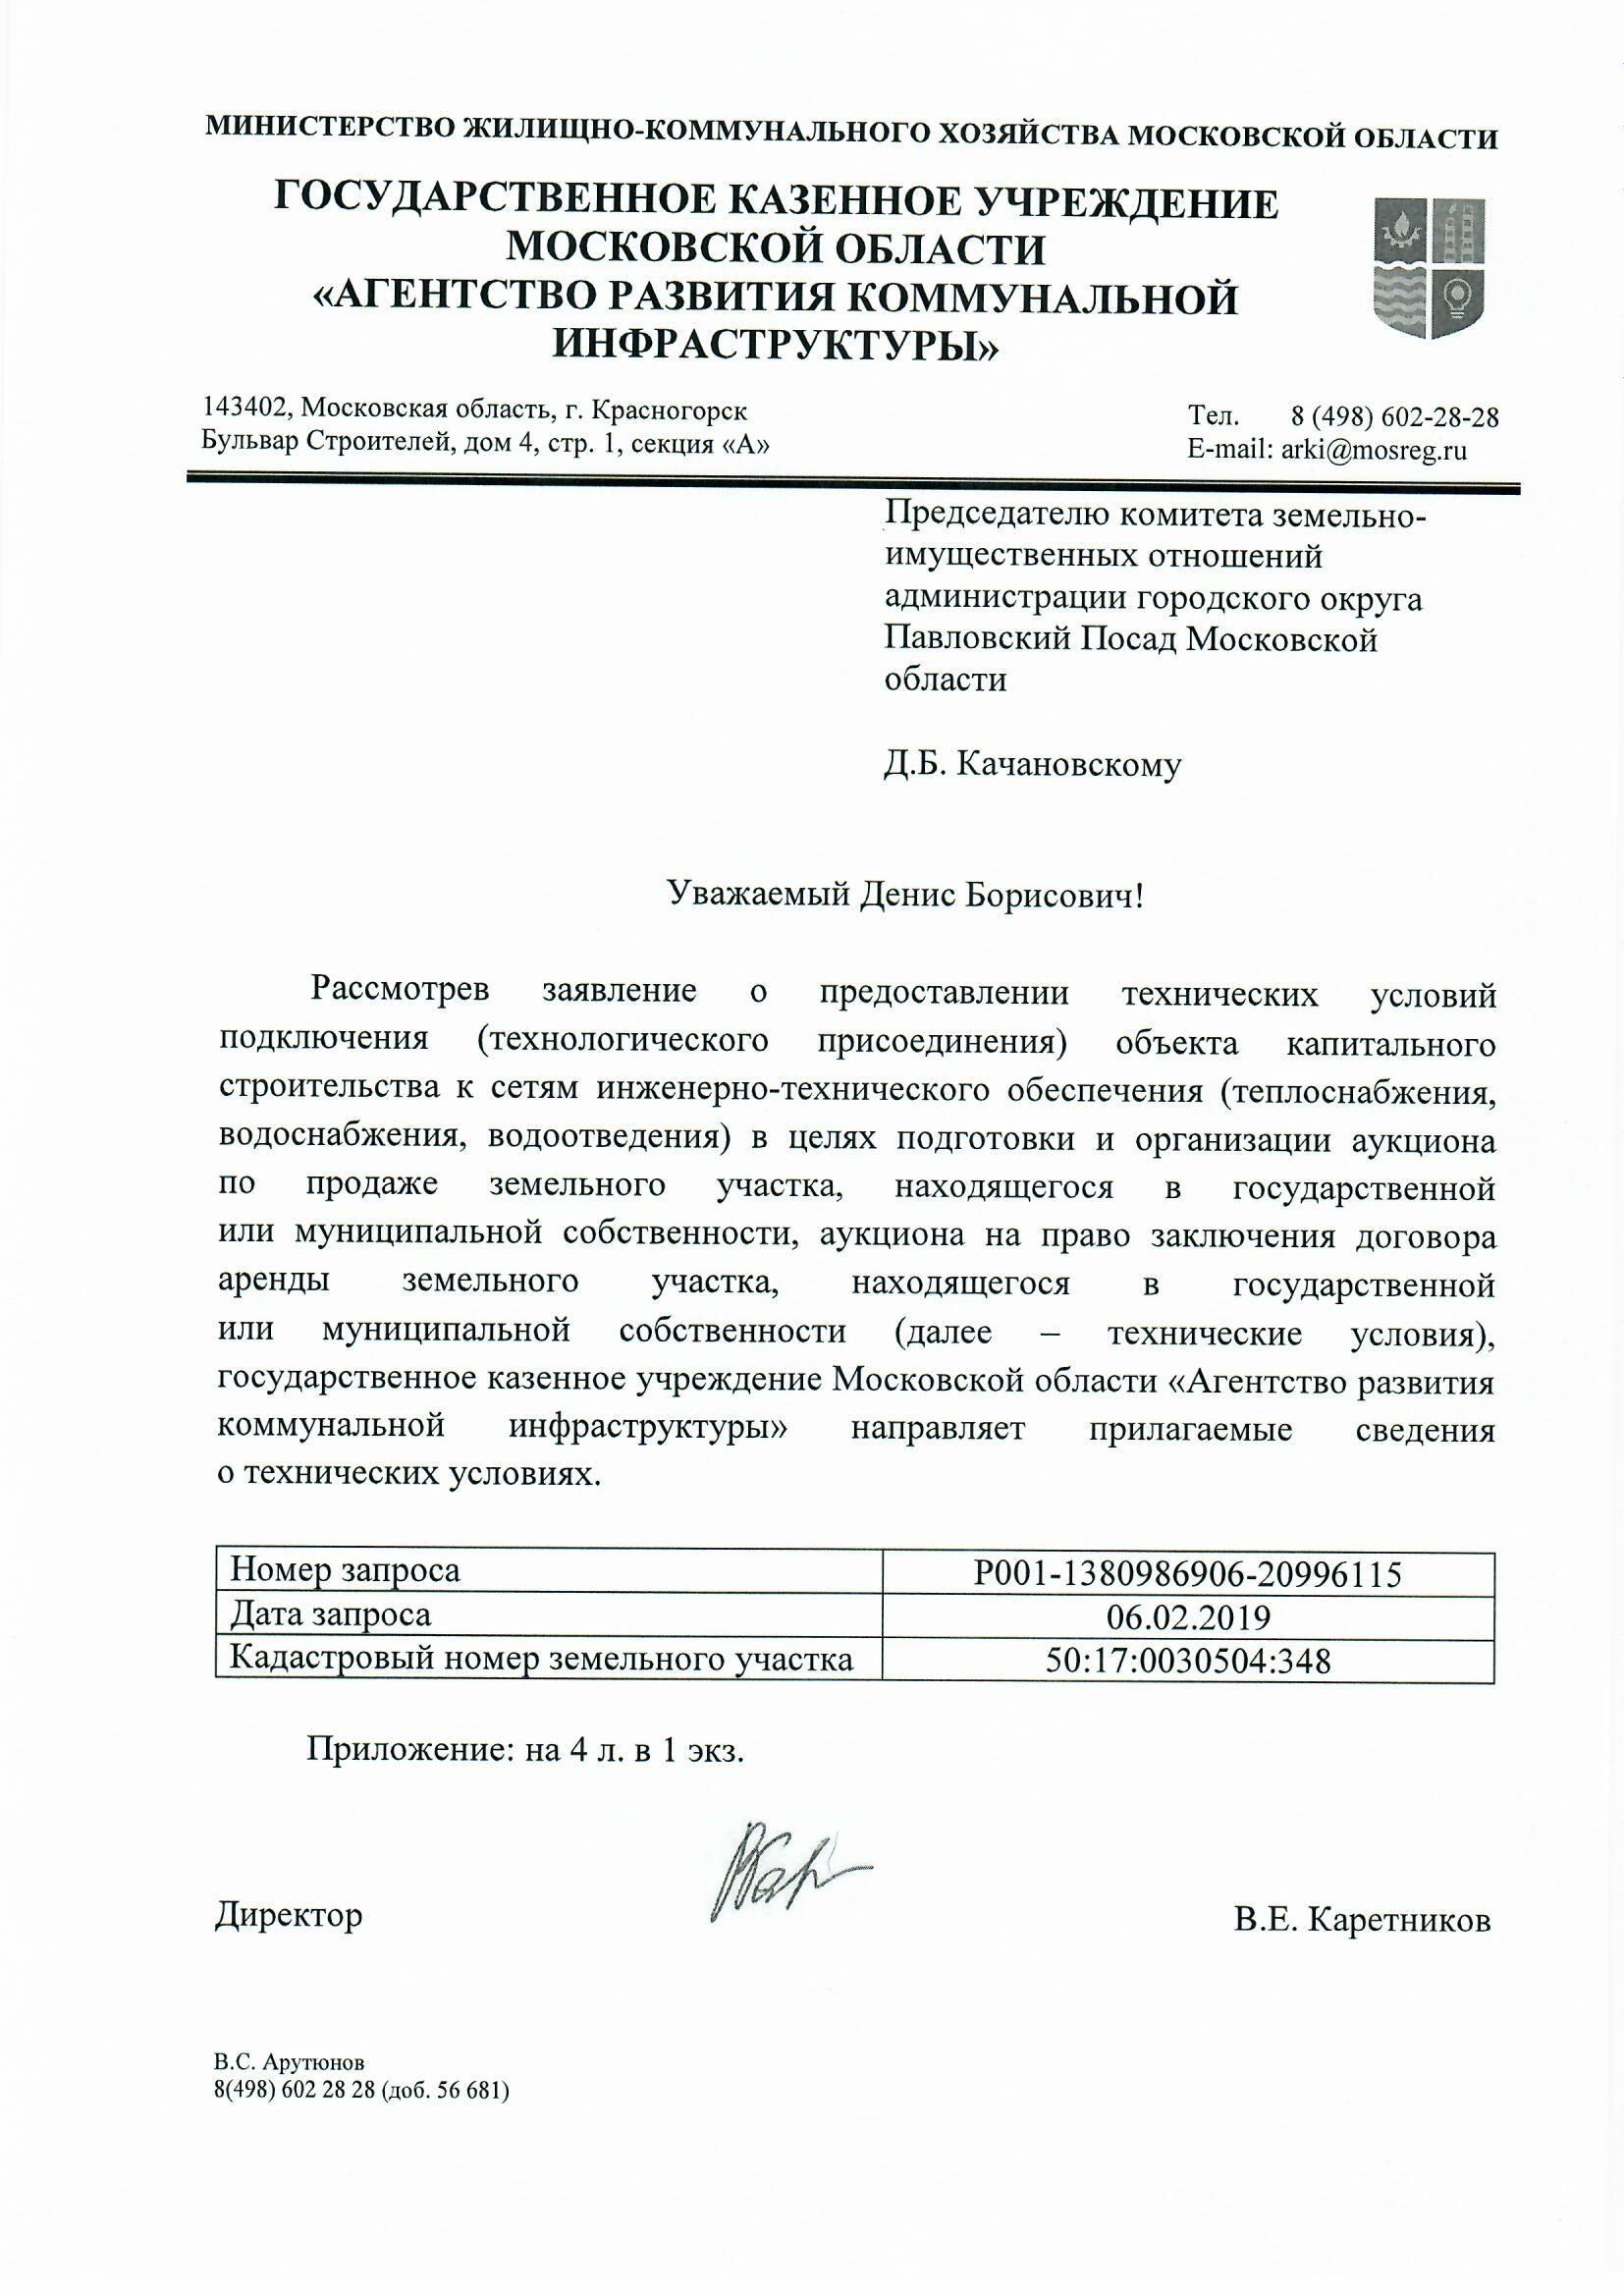 МИНИСТЕРСТВО ЖИЛИЩНО-КОММУНАЛЬНОГО ХОЗЯЙСТВА МОСКОВСКОЙ ОБЛАСТИ
ГОСУДАРСТВЕННОЕ КАЗЕННОЕ УЧРЕЖДЕНИЕ
МОСКОВСКОЙ ОБЛАСТИ
«АГЕНТСТВО РАЗВИТИЯ КОММУНАЛЬНОЙ
ИНФРАСТРУКТУРЫ»
143402, Московская область, г. Красногорск
Бульвар Строителей, дом 4, стр. 1, секция «А»
Тел. 8 (498) 602-28-28
E-mail: arki@mosreg.ru
Председателю комитета земельно-
имущественных отношений
администрации городского округа
Павловский Посад Московской
области
Д.Б. Качановскому
Уважаемый Денис Борисович!
Рассмотрев заявление о предоставлении технических условий
подключения (технологического присоединения) объекта капитального
строительства к сетям инженерно-технического обеспечения (теплоснабжения,
водоснабжения, водоотведения) в целях подготовки и организации аукциона
по продаже земельного участка, находящегося в государственной
или муниципальной собственности, аукциона на право заключения договора
аренды земельного участка, находящегося в государственной
или муниципальной собственности (далее – технические условия),
государственное казенное учреждение Московской области «Агентство развития
коммунальной инфраструктуры» направляет прилагаемые сведения
о технических условиях.
Номер запроса P001-1380986906-20996115
Дата запроса 06.02.2019
Кадастровый номер земельного участка 50:17:0030504:348
Приложение: на 4 л. в 1 экз.
Директор В.Е. Каретников
В.С. Арутюнов
8(498) 602 28 28 (доб. 56 681)